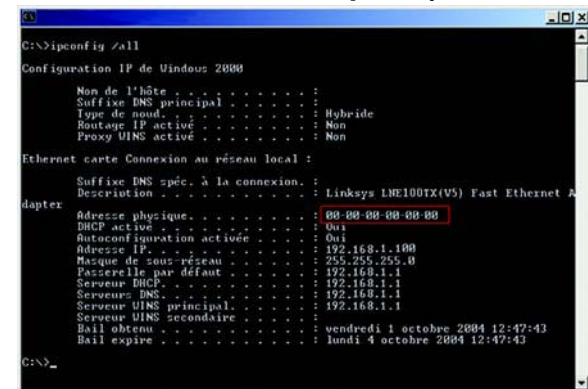 C:\>ipconfig /all
Configuration IP de Windows 2000
Nom de l'hôte . . . . . . . . . . :
Suffixe DNS principal . . . . . . :
Type de noud. . . . . . . . . . . : Hybride
Routage IP activé . . . . . . . . : Non
Proxy WINS activé . . . . . . . . : Non
Ethernet carte Connexion au réseau local :
Suffixe DNS spéc. à la connexion. :
Description . . . . . . . . . . . : Linksys LNE100TX(V5) Fast Ethernet A
dapter
Adresse physique. . . . . . . . . : 00-00-00-00-00-00
DHCP activé . . . . . . . . . . . : Oui
Autoconfiguration activée . . . . : Oui
Adresse IP. . . . . . . . . . . . : 192.168.1.100
Masque de sous-réseau . . . . . . : 255.255.255.0
Passerelle par défaut . . . . . . : 192.168.1.1
Serveur DHCP. . . . . . . . . . . : 192.168.1.1
Serveurs DNS. . . . . . . . . . . : 192.168.1.1
Serveur WINS principal. . . . . . : 192.168.1.1
Serveur WINS secondaire . . . . . :
Bail obtenu . . . . . . . . . . . : vendredi 1 octobre 2004 12:47:43
Bail expire . . . . . . . . . . . : lundi 4 octobre 2004 12:47:43
C:\>_